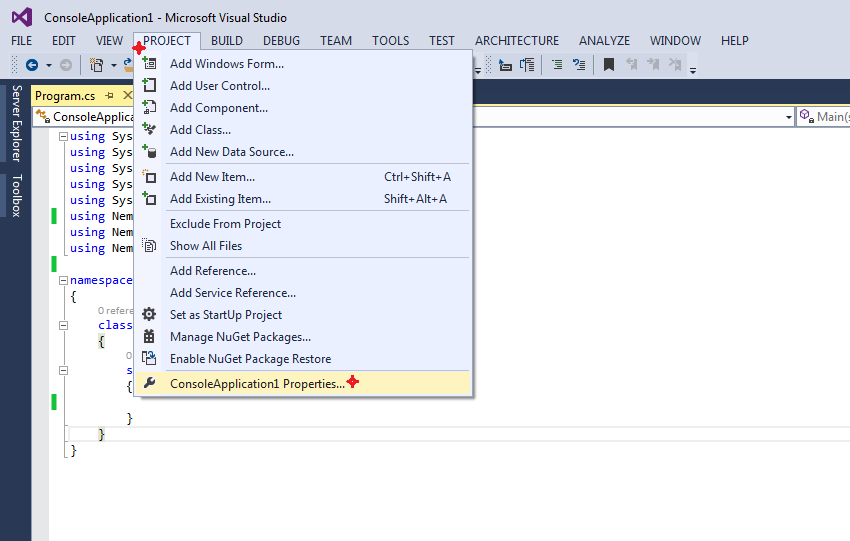 ConsoleApplication1 - Microsoft Visual Studio
FILE EDIT VIEW PROJECT BUILD DEBUG TEAM TOOLS TEST ARCHITECTURE ANALYZE WINDOW HELP
Server Explorer
Toolbox
Program.cs
ConsoleApplica
Main(s
Add Windows Form...
Add User Control...
Add Component...
Add Class...
Add New Data Source...
Add New Item... Ctrl+Shift+A
Add Existing Item... Shift+Alt+A
Exclude From Project
Show All Files
Add Reference...
Add Service Reference...
Set as StartUp Project
Manage NuGet Packages...
Enable NuGet Package Restore
ConsoleApplication1 Properties...
using Sys
using Sys
using Sys
using Sys
using Sys
using Nem
using Nem
using Nem
namespace
{
0 refere
class
{
0
s
{
}
}
}